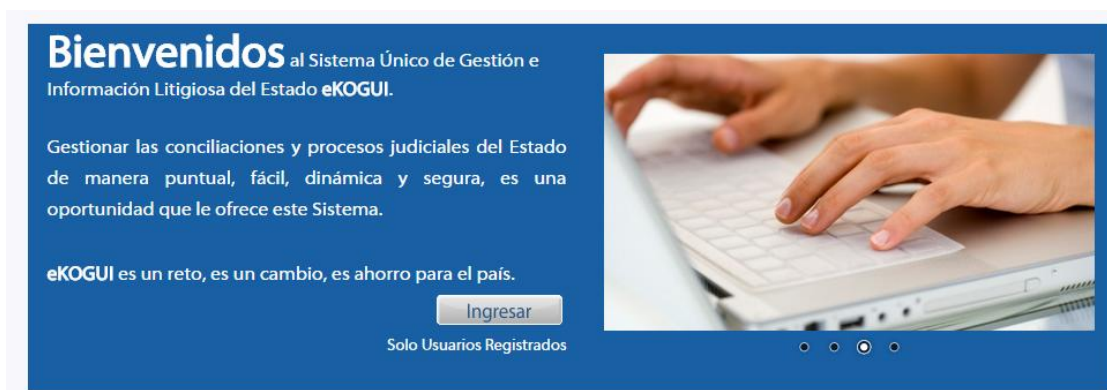 Bienvenidos al Sistema Único de Gestión e
Información Litigiosa del Estado eKOGUI.
Gestionar las conciliaciones y procesos judiciales del Estado
de manera puntual, fácil, dinámica y segura, es una
oportunidad que le ofrece este Sistema.
eKOGUI es un reto, es un cambio, es ahorro para el país.
Ingresar
Solo Usuarios Registrados